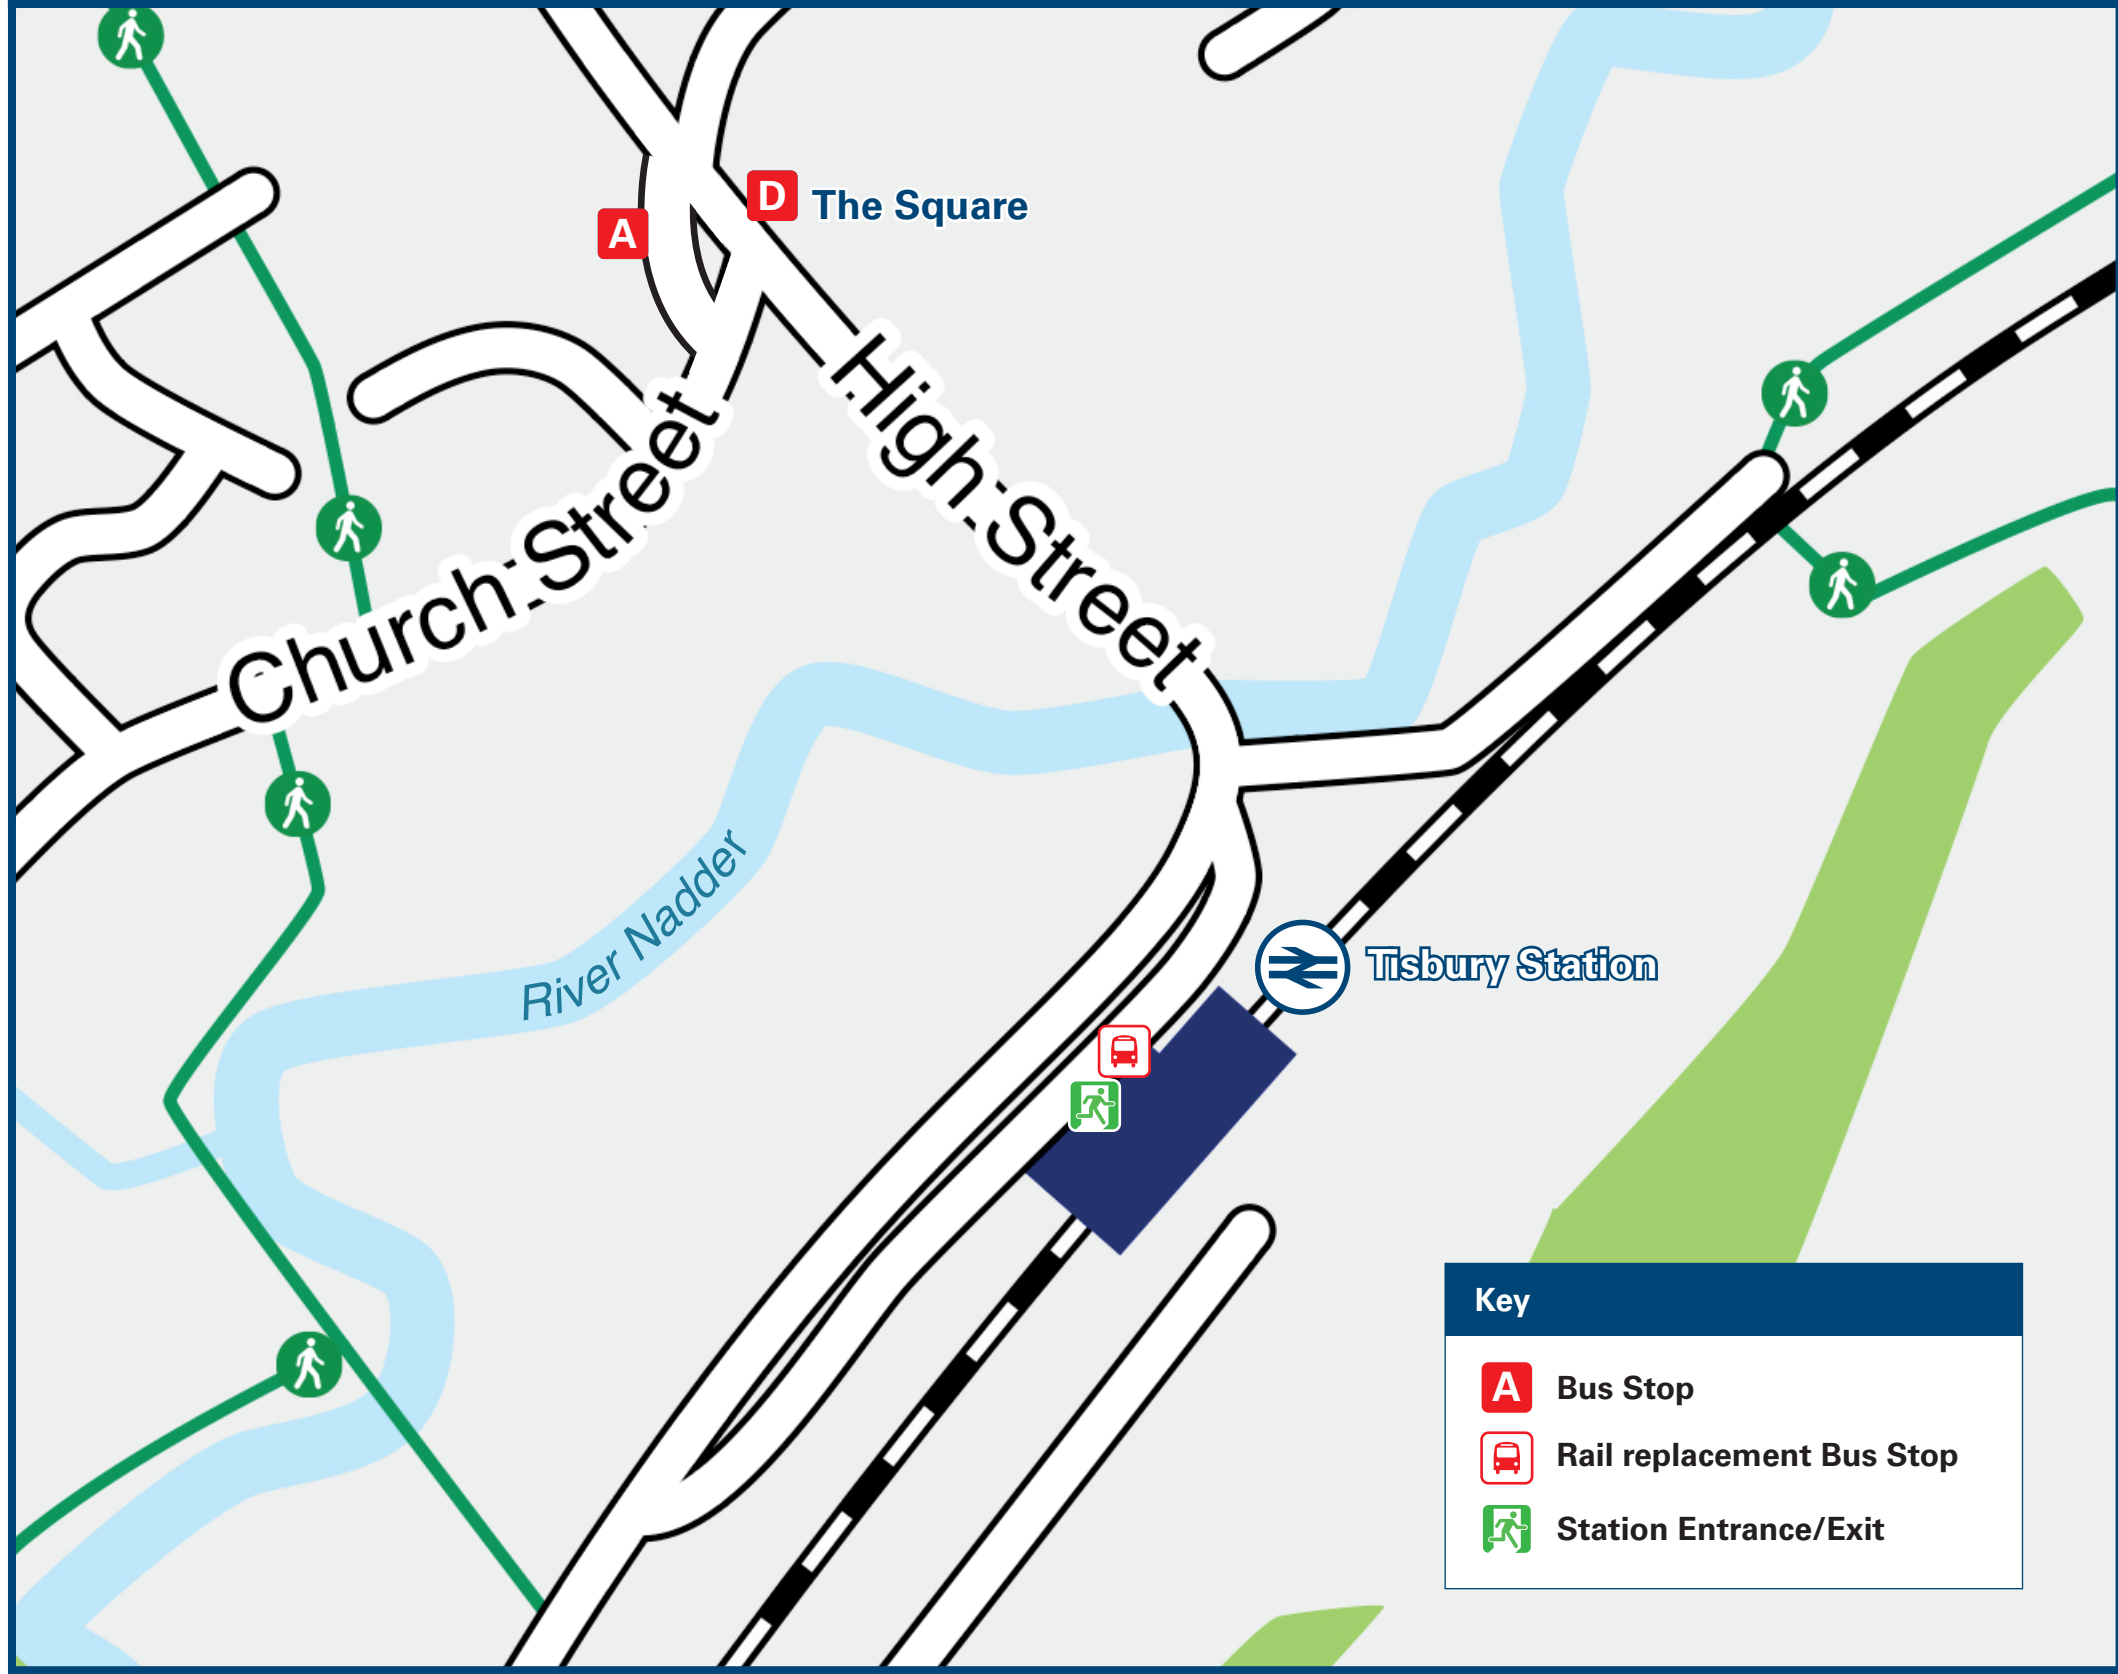 D
The Square
A
High Street
Church Street
River Nadder
Tisbury Station
Key
A
Bus Stop
Rail replacement Bus Stop
Station Entrance/Exit